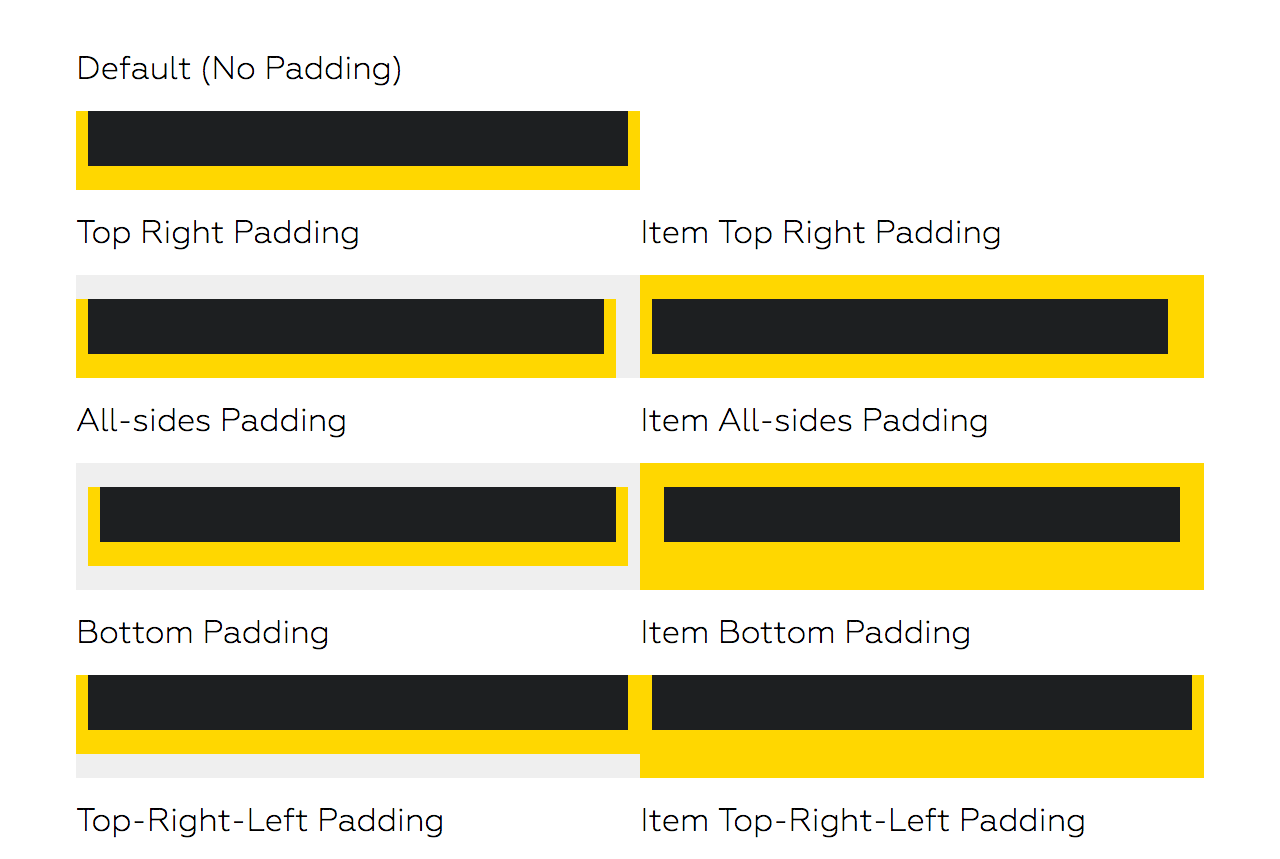 Default (No Padding)
Top Right Padding
Item Top Right Padding
All-sides Padding
Item All-sides Padding
Bottom Padding
Item Bottom Padding
Top-Right-Left Padding
Item Top-Right-Left Padding